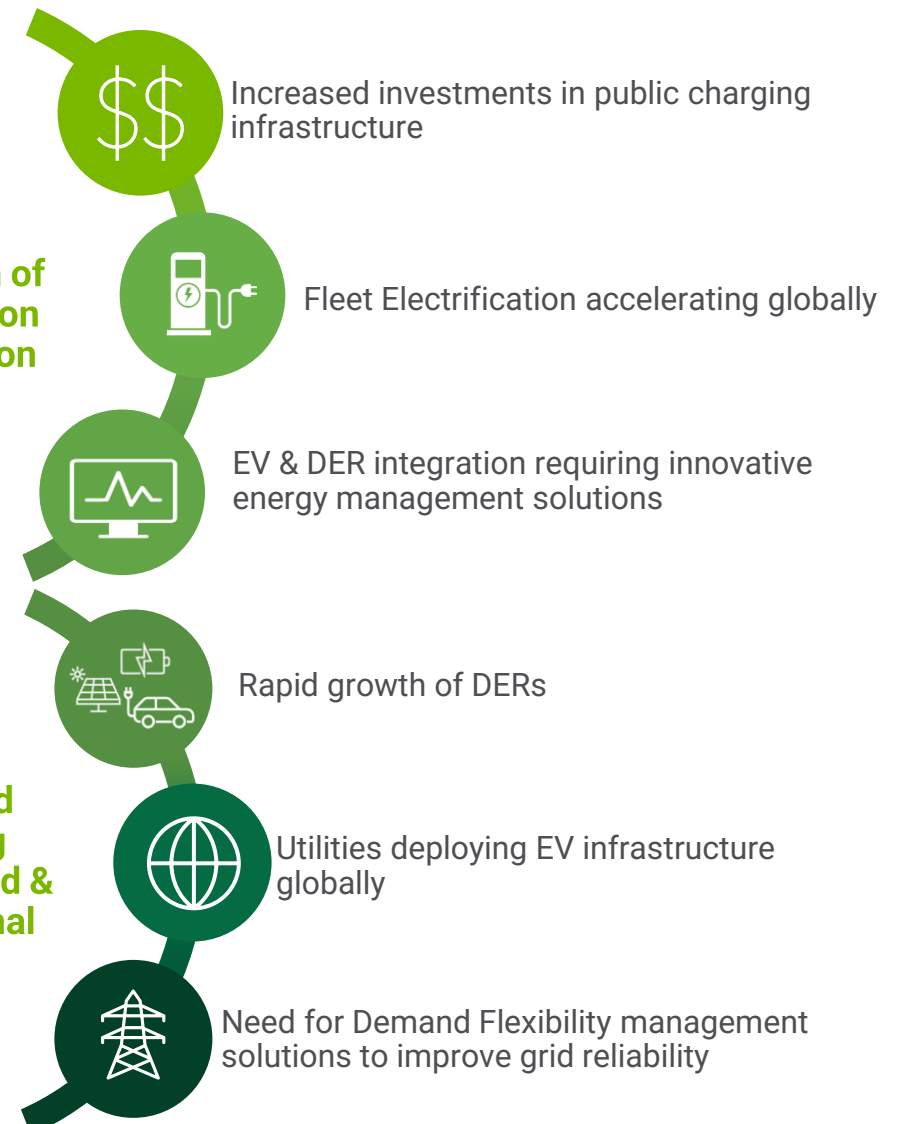 $$
Increased investments in public charging
infrastructure
of
Fleet Electrification accelerating globally
EV & DER integration requiring innovative
energy management solutions
Rapid growth of DERs
Utilities deploying EV infrastructure
globally
&
Need for Demand Flexibility management
solutions to improve grid reliability